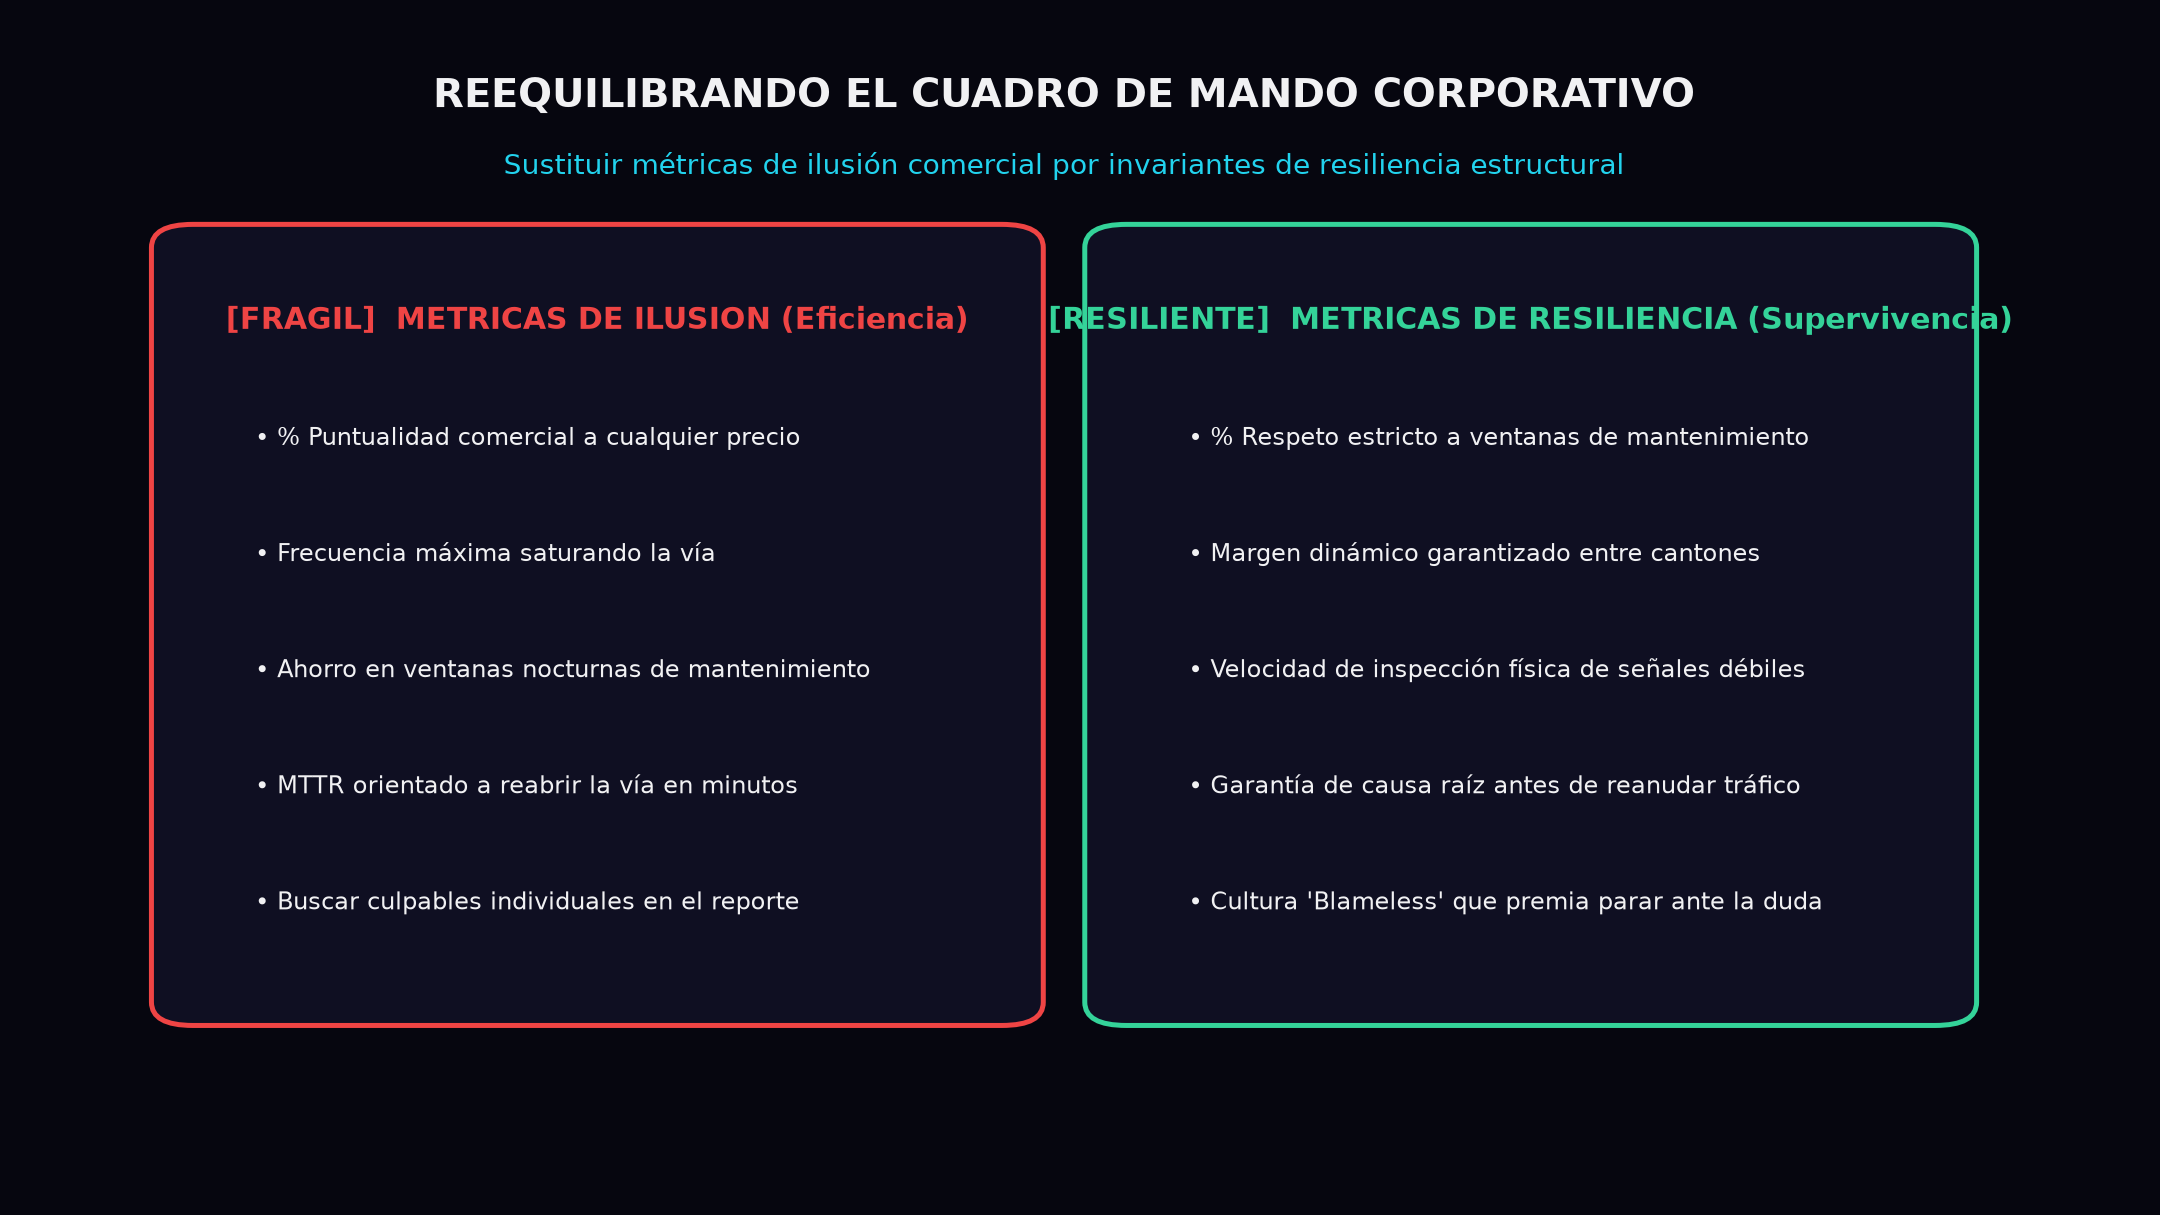 REEQUILIBRANDO EL CUADRO DE MANDO CORPORATIVO
Sustituir métricas de ilusión comercial por invariantes de resiliencia estructural
[FRAGIL]  METRICAS DE ILUSION (Eficiencia)
• % Puntualidad comercial a cualquier precio
• Frecuencia máxima saturando la vía
• Ahorro en ventanas nocturnas de mantenimiento
• MTTR orientado a reabrir la vía en minutos
• Buscar culpables individuales en el reporte
[RESILIENTE]  METRICAS DE RESILIENCIA (Supervivencia)
• % Respeto estricto a ventanas de mantenimiento
• Margen dinámico garantizado entre cantones
• Velocidad de inspección física de señales débiles
• Garantía de causa raíz antes de reanudar tráfico
• Cultura 'Blameless' que premia parar ante la duda